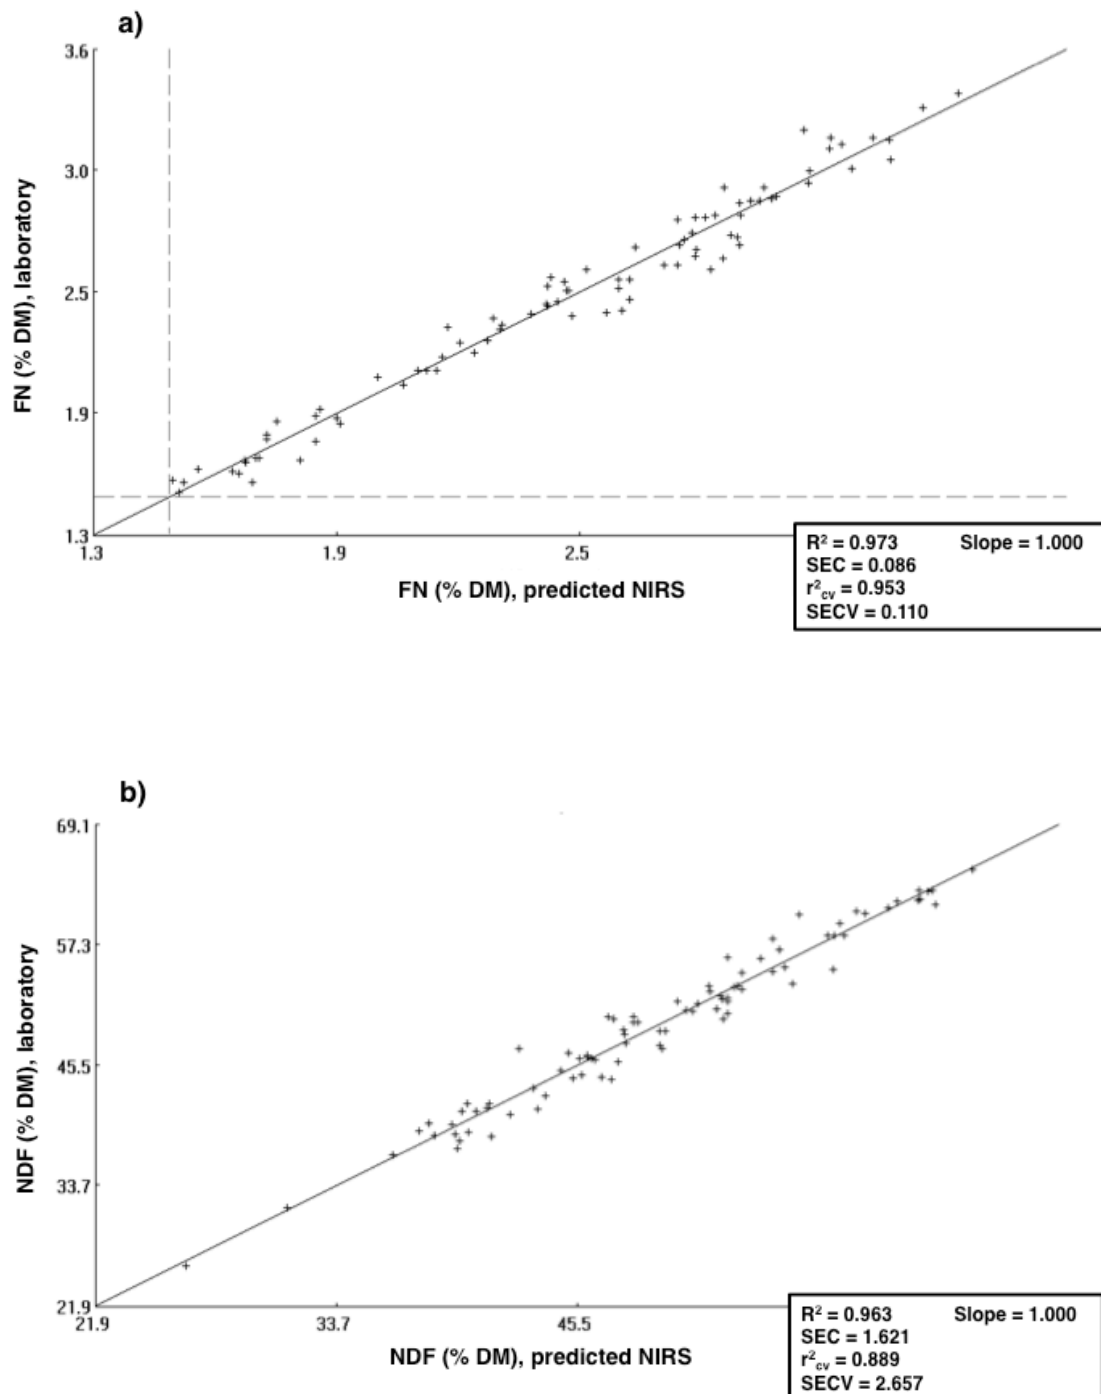 a)
3.6
3.0
2.5
1.9
1.3
FN (% DM), laboratory
1.3 1.9 2.5
FN (% DM), predicted NIRS
R² = 0.973 Slope = 1.000
SEC = 0.086
r²cv = 0.953
SECV = 0.110
b)
69.1
57.3
45.5
33.7
21.9
NDF (% DM), laboratory
21.9 33.7 45.5
NDF (% DM), predicted NIRS
R² = 0.963 Slope = 1.000
SEC = 1.621
r²cv = 0.889
SECV = 2.657